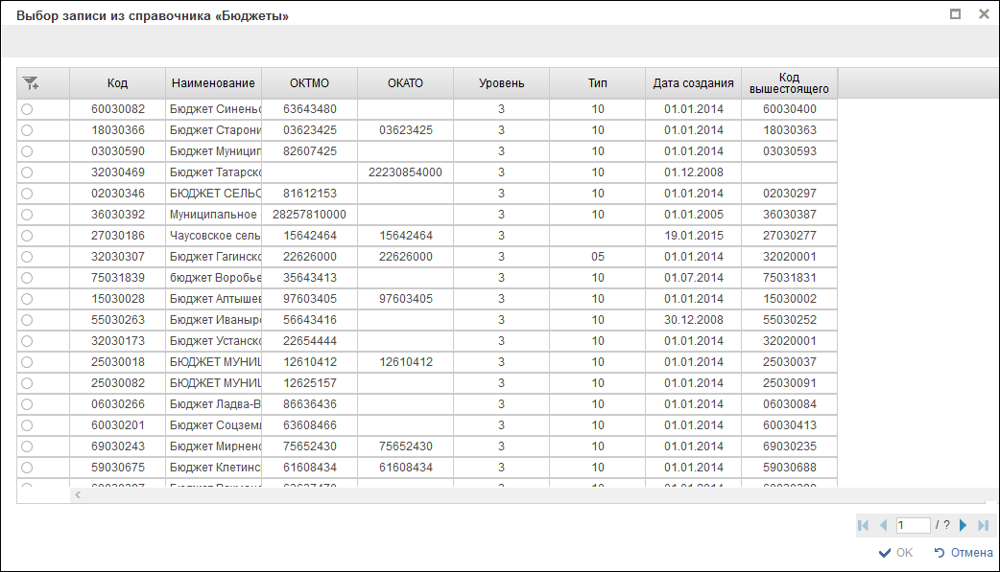 Выбор записи из справочника «Бюджеты»
Код Наименование ОКТМО ОКАТО Уровень Тип Дата создания Код вышестоящего
60030082 Бюджет Синеньс 63643480 3 10 01.01.2014 60030400
18030366 Бюджет Старони 03623425 03623425 3 10 01.01.2014 18030363
03030590 Бюджет Муницип 82607425 3 10 01.01.2014 03030593
32030469 Бюджет Татарско 22230854000 3 10 01.12.2008
02030346 БЮДЖЕТ СЕЛЬС 81612153 3 10 01.01.2014 02030297
36030392 Муниципальное 28257810000 3 10 01.01.2005 36030387
27030186 Чаусовское сель 15642464 15642464 3 19.01.2015 27030277
32030307 Бюджет Гагинско 22626000 22626000 3 05 01.01.2014 32020001
75031839 бюджет Воробье 35643413 3 10 01.07.2014 75031831
15030028 Бюджет Алтышев 97603405 97603405 3 10 01.01.2014 15030002
55030263 Бюджет Иваныро 56643416 3 10 30.12.2008 55030252
32030173 Бюджет Устанско 22654444 3 10 01.01.2014 32020001
25030018 БЮДЖЕТ МУНИЦ 12610412 12610412 3 10 01.01.2014 25030037
25030082 БЮДЖЕТ МУНИЦ 12625157 3 10 01.01.2014 25030091
06030266 Бюджет Ладва-В 86636436 3 10 01.01.2014 06030084
60030201 Бюджет Соцземл 63608466 3 10 01.01.2014 60030413
69030243 Бюджет Мирненс 75652430 75652430 3 10 01.01.2014 69030235
59030675 Бюджет Клетинс 61608434 61608434 3 10 01.01.2014 59030688
1 / ?
OK Отмена